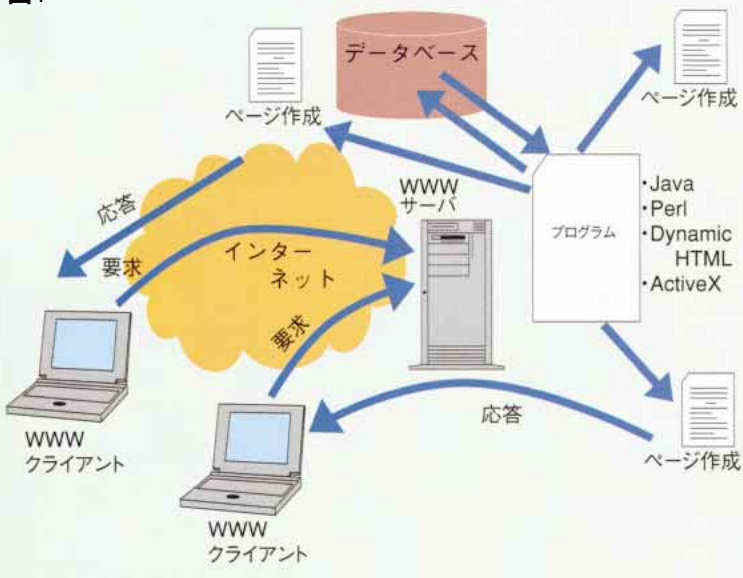 データベース
ページ作成
ページ作成
応答
要求
インター
ネット
WWW
サーバ
プログラム
・Java
・Perl
・Dynamic
HTML
・ActiveX
要求
応答
ページ作成
WWW
クライアント
WWW
クライアント